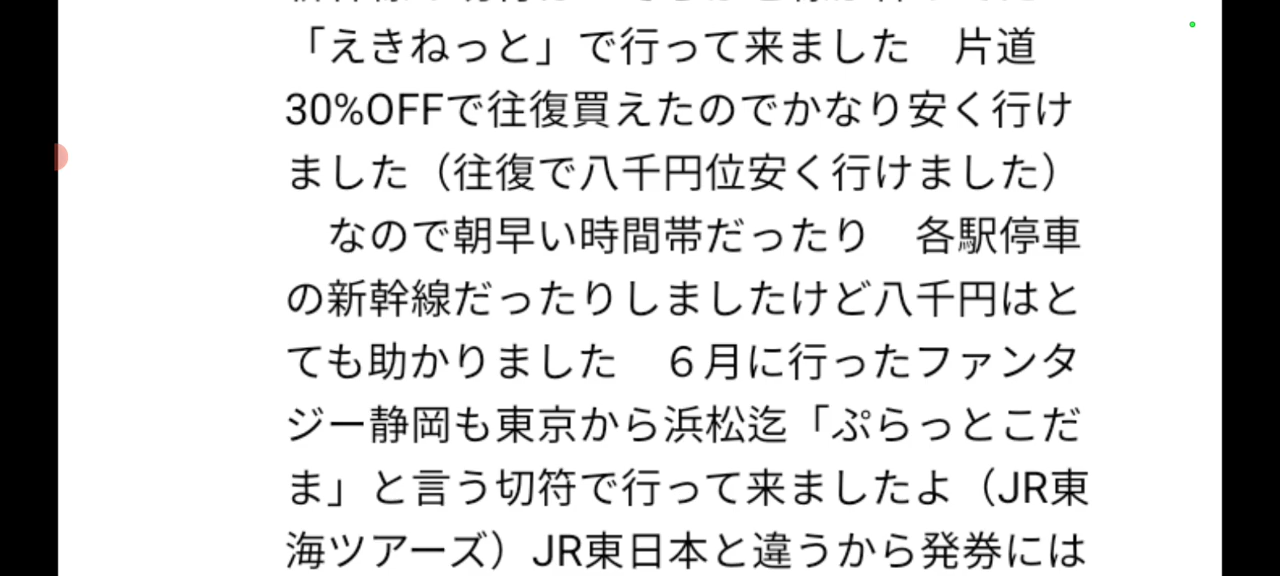 「えきねっと」で行って来ました　片道
30%OFFで往復買えたのでかなり安く行け
ました（往復で八千円位安く行けました）
　なので朝早い時間帯だったり　各駅停車
の新幹線だったりしましたけど八千円はと
ても助かりました　６月に行ったファンタ
ジー静岡も東京から浜松迄「ぷらっとこだ
ま」と言う切符で行って来ましたよ（JR東
海ツアーズ）JR東日本と違うから発券には